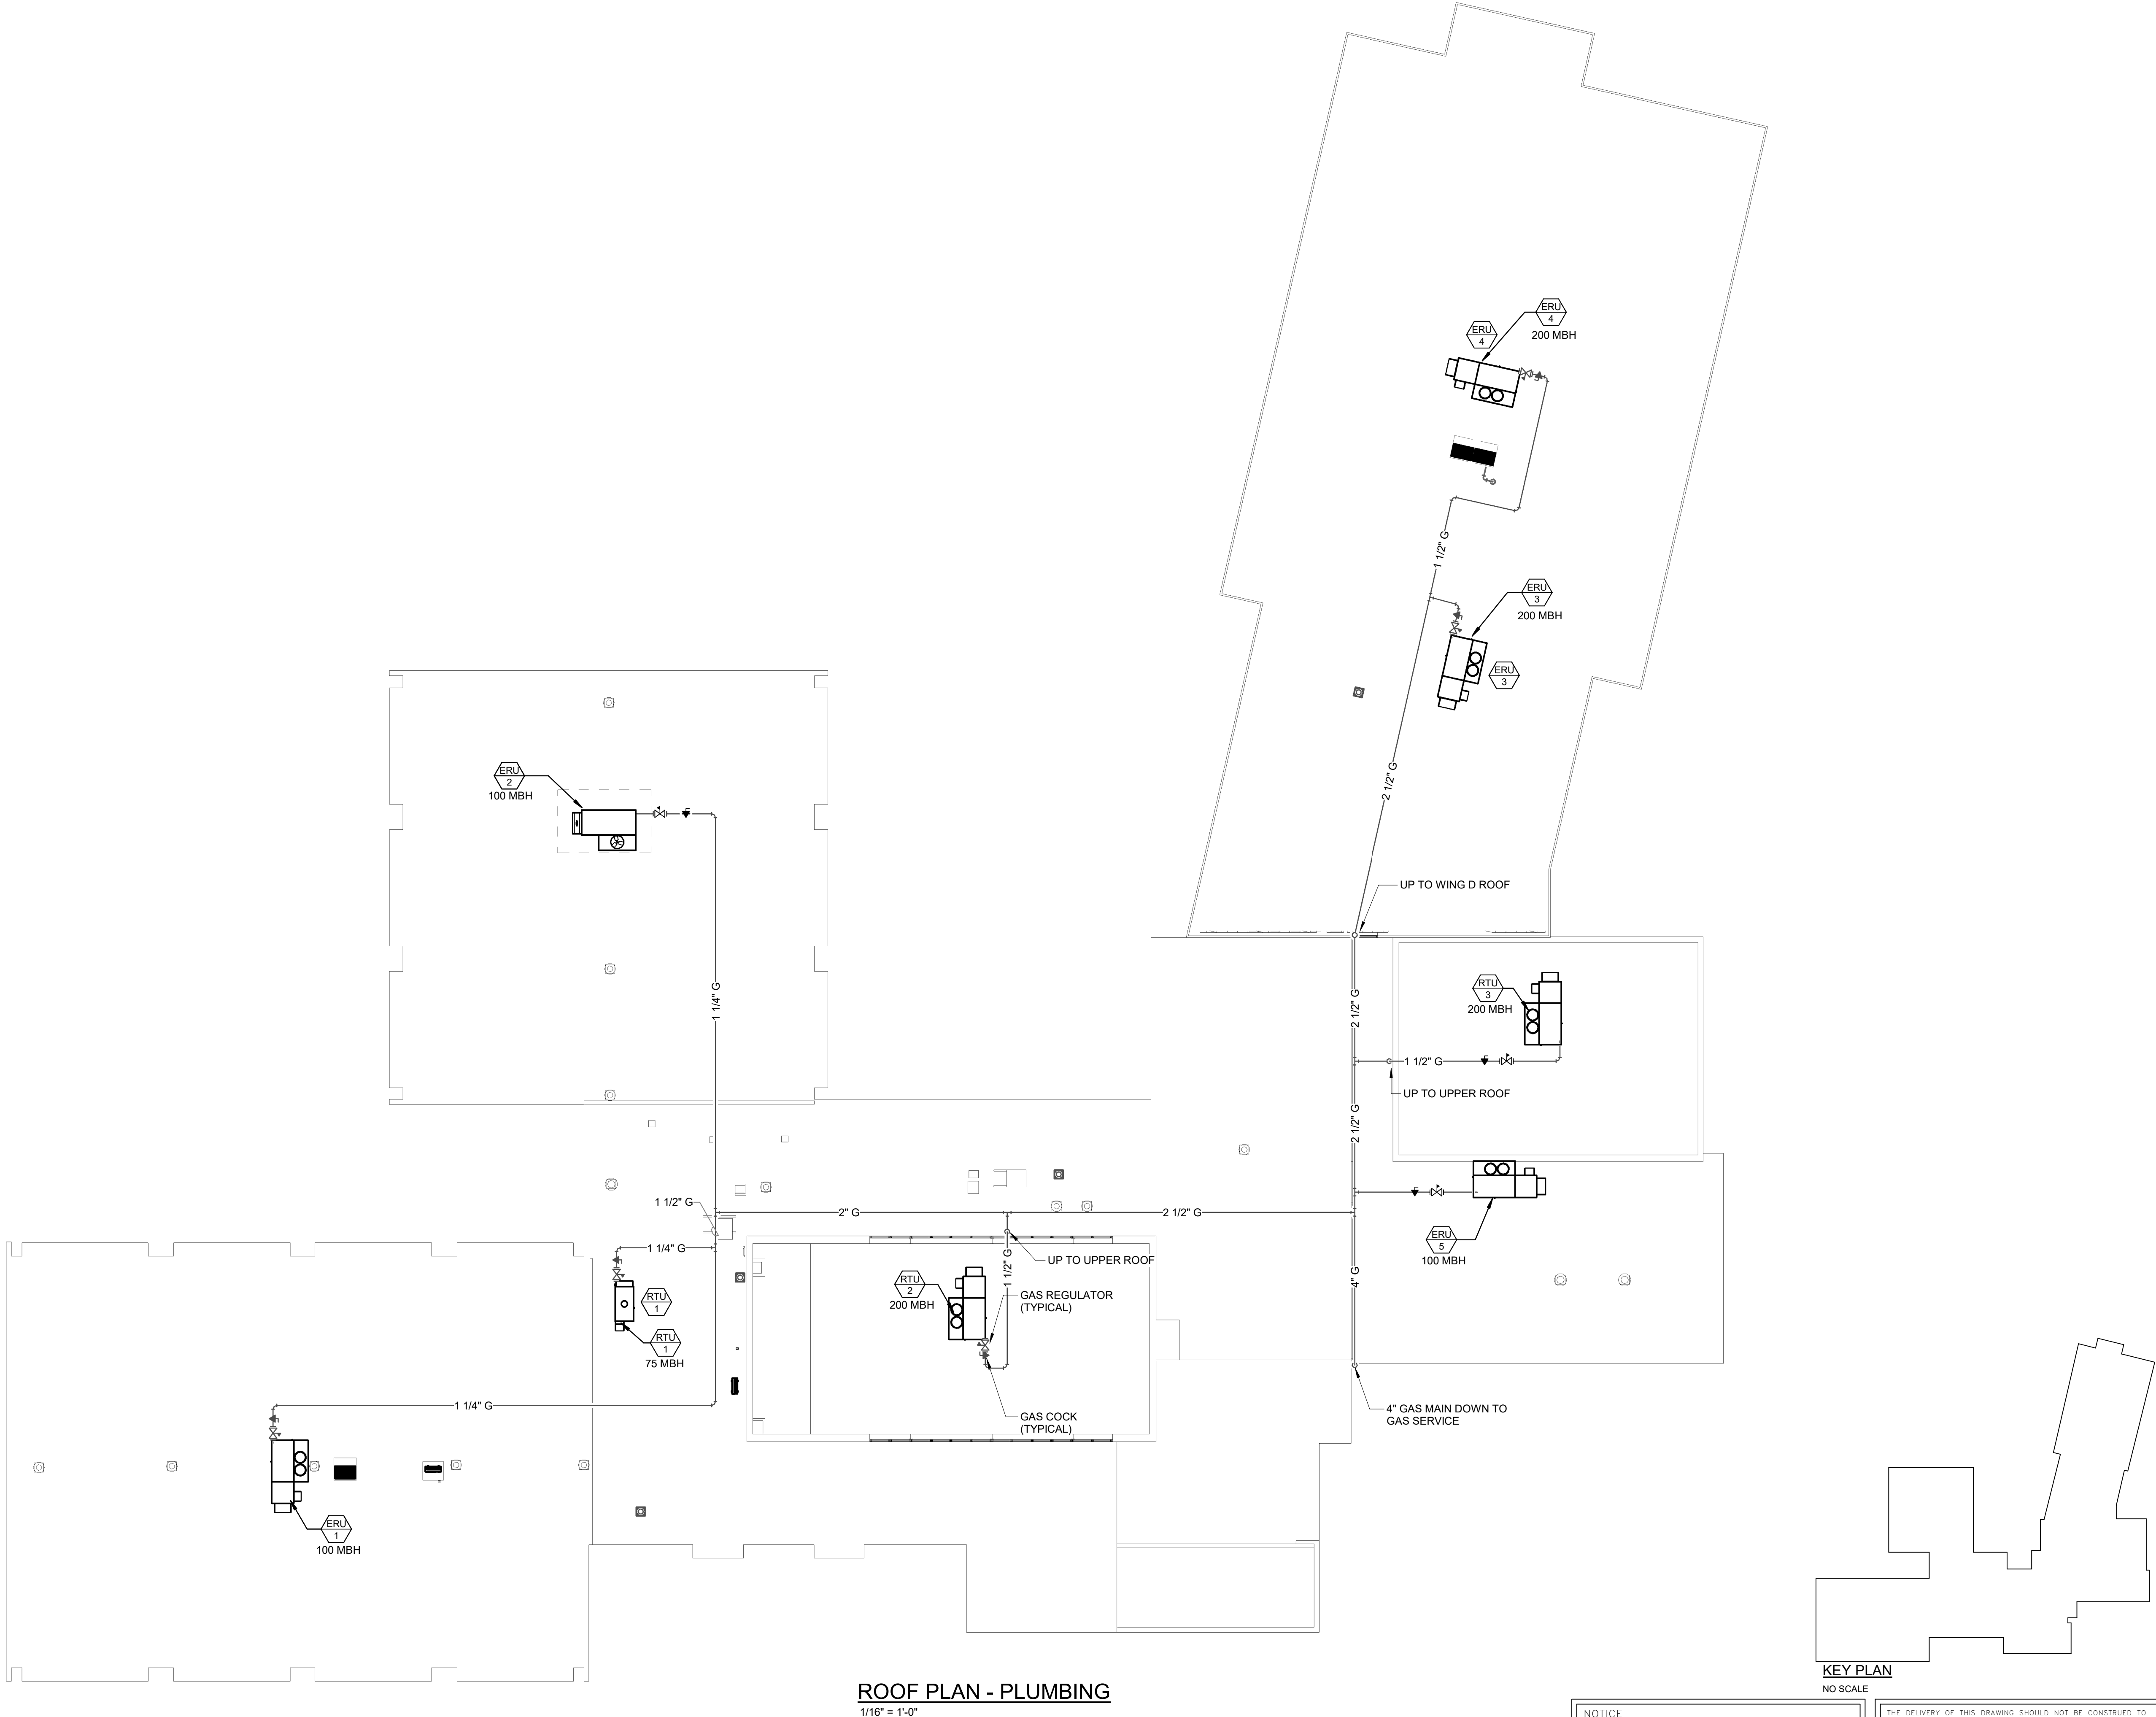 ERU
4
200 MBH
ERU
4
1 1/2" G
ERU
3
200 MBH
ERU
3
2 1/2" G
ERU
2
100 MBH
UP TO WING D ROOF
1 1/4" G
2 1/2" G
RTU
3
200 MBH
1 1/2" G
UP TO UPPER ROOF
2 1/2" G
1 1/2" G
2" G
2 1/2" G
1 1/4" G
UP TO UPPER ROOF
1 1/2" G
ERU
5
100 MBH
4" G
RTU
2
200 MBH
GAS REGULATOR
(TYPICAL)
RTU
1
RTU
1
75 MBH
1 1/4" G
GAS COCK
(TYPICAL)
4" GAS MAIN DOWN TO
GAS SERVICE
ERU
1
100 MBH
KEY PLAN
NO SCALE
ROOF PLAN - PLUMBING
1/16" = 1'-0"
NOTICE
THE DELIVERY OF THIS DRAWING SHOULD NOT BE CONSTRUED TO